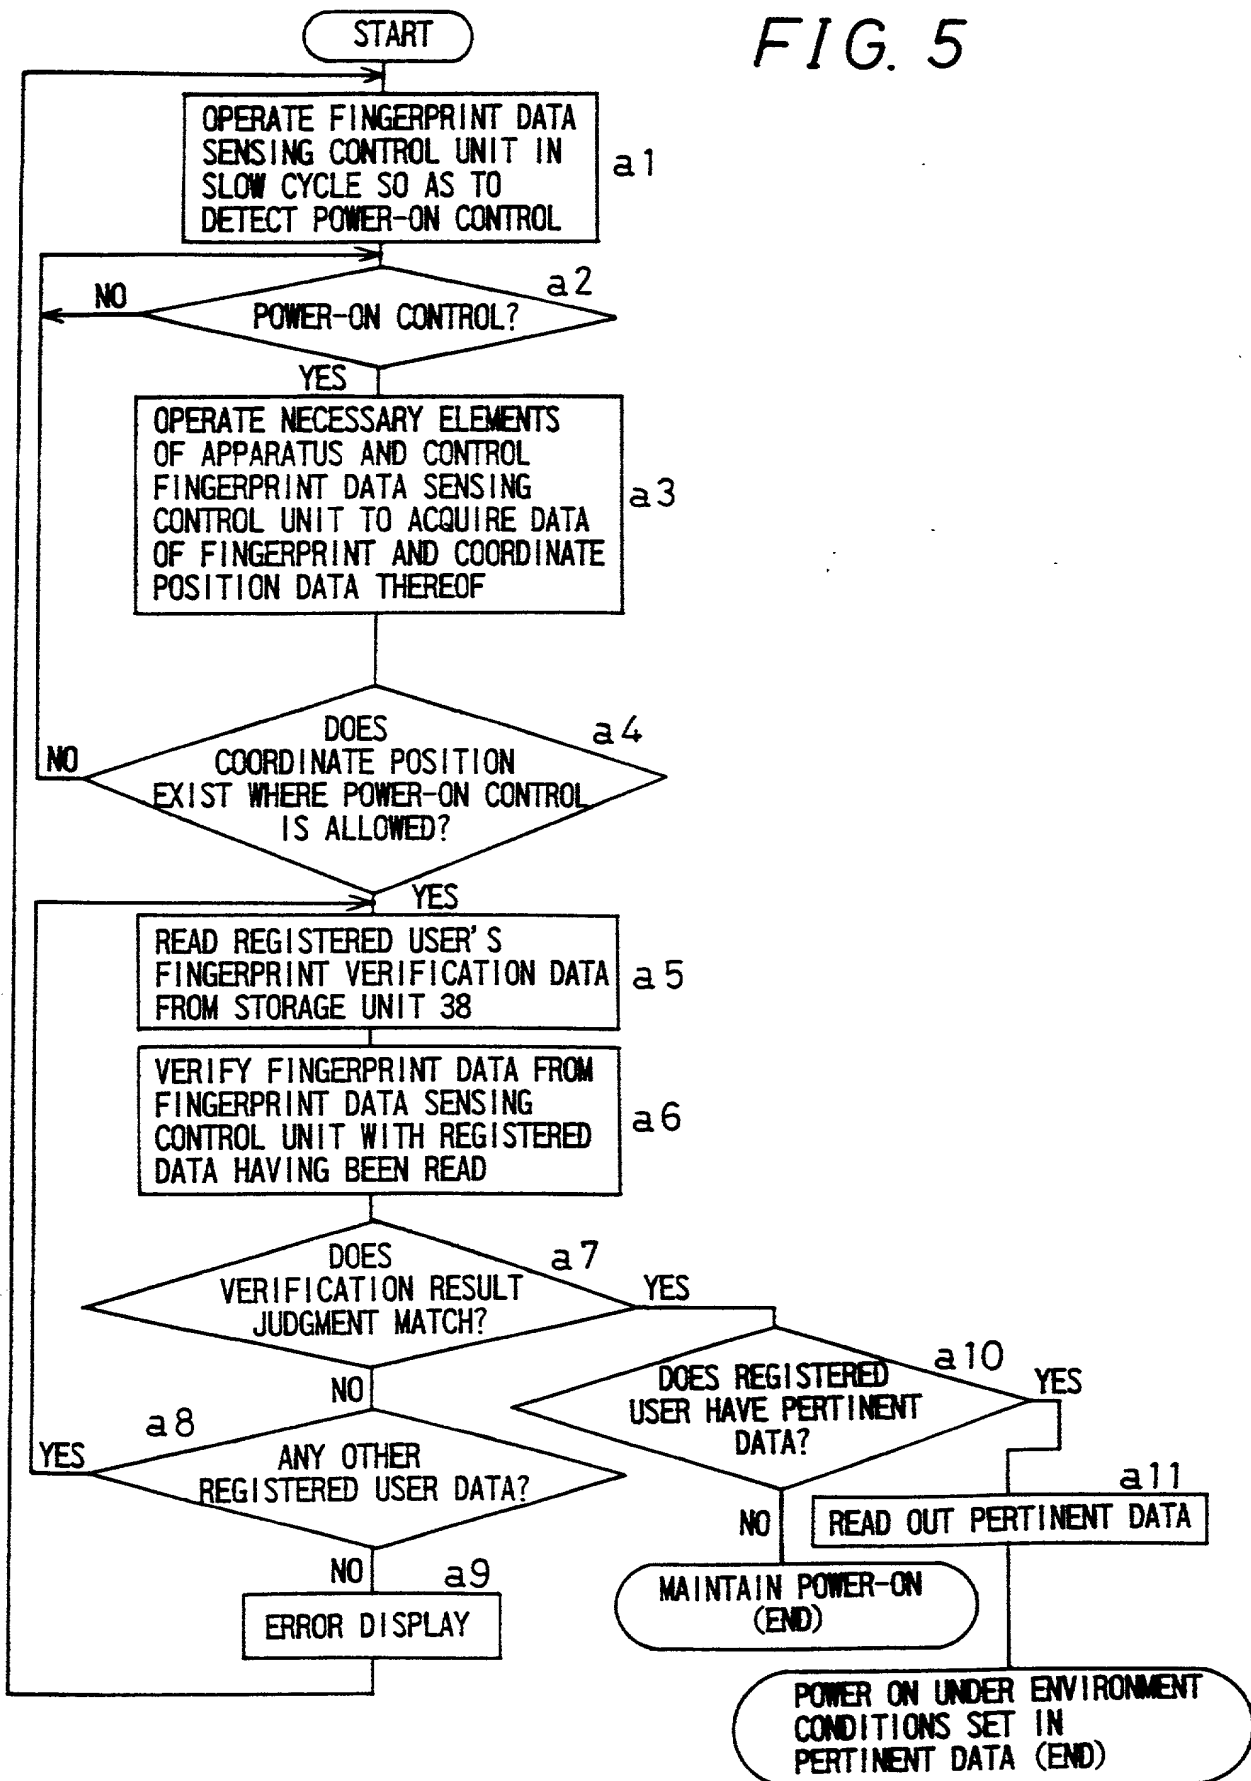 FIG. 5
START
OPERATE FINGERPRINT DATA
SENSING CONTROL UNIT IN
SLOW CYCLE SO AS TO
DETECT POWER-ON CONTROL
a1
a2
NO
POWER-ON CONTROL?
YES
OPERATE NECESSARY ELEMENTS
OF APPARATUS AND CONTROL
FINGERPRINT DATA SENSING
CONTROL UNIT TO ACQUIRE DATA
OF FINGERPRINT AND COORDINATE
POSITION DATA THEREOF
a3
DOES
COORDINATE POSITION
EXIST WHERE POWER-ON CONTROL
IS ALLOWED?
a4
NO
YES
READ REGISTERED USER'S
FINGERPRINT VERIFICATION DATA
FROM STORAGE UNIT 38
a5
VERIFY FINGERPRINT DATA FROM
FINGERPRINT DATA SENSING
CONTROL UNIT WITH REGISTERED
DATA HAVING BEEN READ
a6
DOES
VERIFICATION RESULT
JUDGMENT MATCH?
a7
YES
NO
a10
DOES REGISTERED
USER HAVE PERTINENT
DATA?
YES
a8
YES
ANY OTHER
REGISTERED USER DATA?
NO
a11
READ OUT PERTINENT DATA
NO
a9
ERROR DISPLAY
MAINTAIN POWER-ON
(END)
POWER ON UNDER ENVIRONMENT
CONDITIONS SET IN
PERTINENT DATA (END)